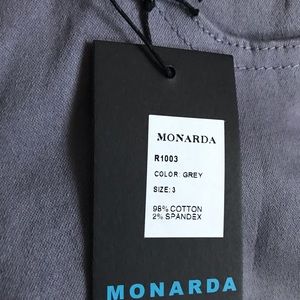 MONARDA
R1003
COLOR: GREY
SIZE: 3
98% COTTON
2% SPANDEX
MONARDA